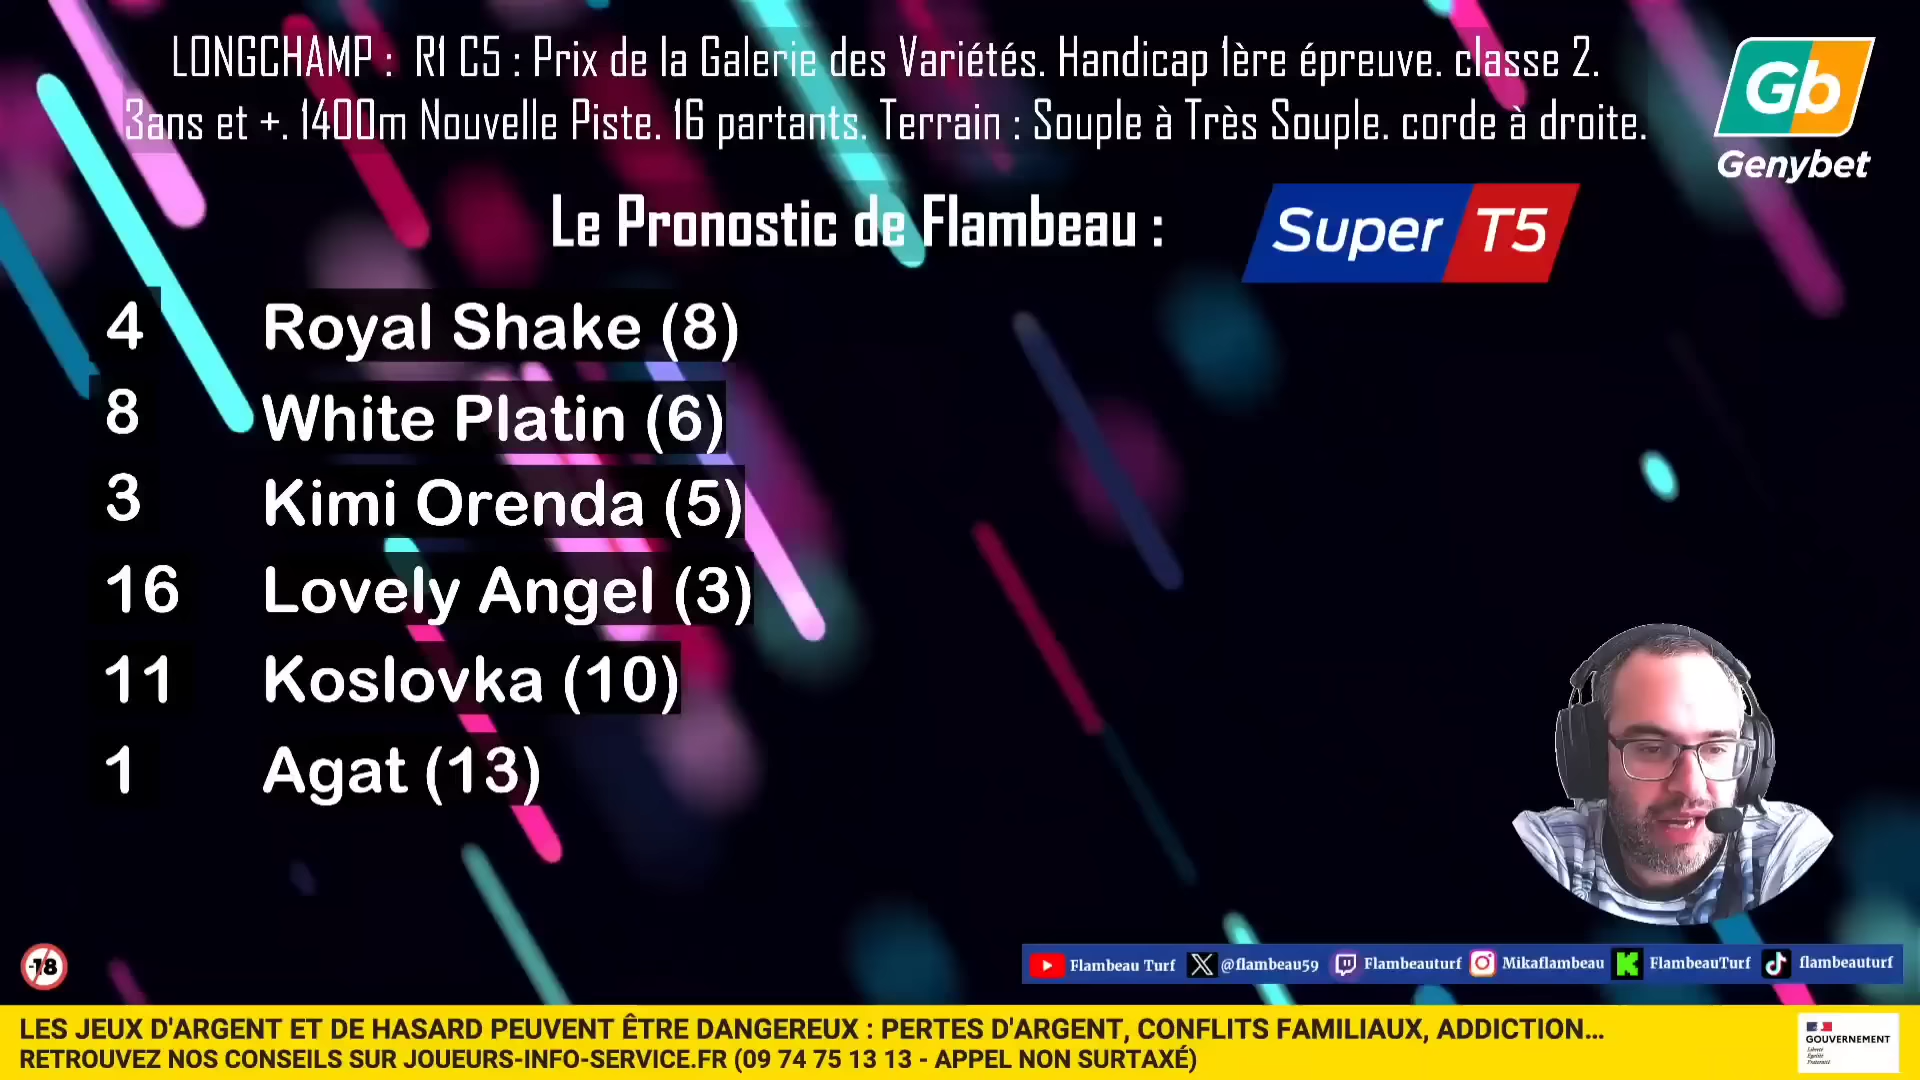 LONGCHAMP : R1 C5 : Prix de la Galerie des Variétés. Handicap 1ère épreuve. classe 2.
3ans et +. 1400m Nouvelle Piste. 16 partants. Terrain : Souple à Très Souple. corde à droite.
Gb
Genybet
Le Pronostic de Flambeau :
Super T5
4 Royal Shake (8)
8 White Platin (6)
3 Kimi Orenda (5)
16 Lovely Angel (3)
11 Koslovka (10)
1 Agat (13)
-18
Flambeau Turf @flambeau59 Flambeauturf Mikaflambeau FlambeauTurf flambeauturf
LES JEUX D'ARGENT ET DE HASARD PEUVENT ÊTRE DANGEREUX : PERTES D'ARGENT, CONFLITS FAMILIAUX, ADDICTION...
RETROUVEZ NOS CONSEILS SUR JOUEURS-INFO-SERVICE.FR (09 74 75 13 13 - APPEL NON SURTAXÉ)
GOUVERNEMENT
Liberté
Égalité
Fraternité